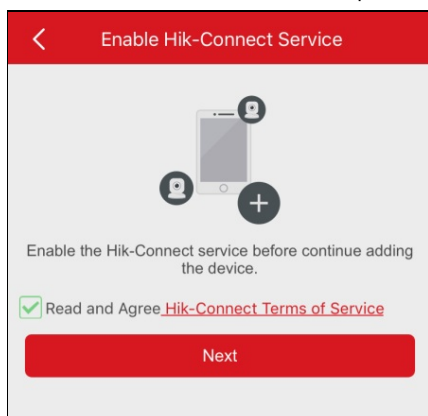 Enable Hik-Connect Service
Enable the Hik-Connect service before continue adding
the device.
Read and Agree Hik-Connect Terms of Service
Next